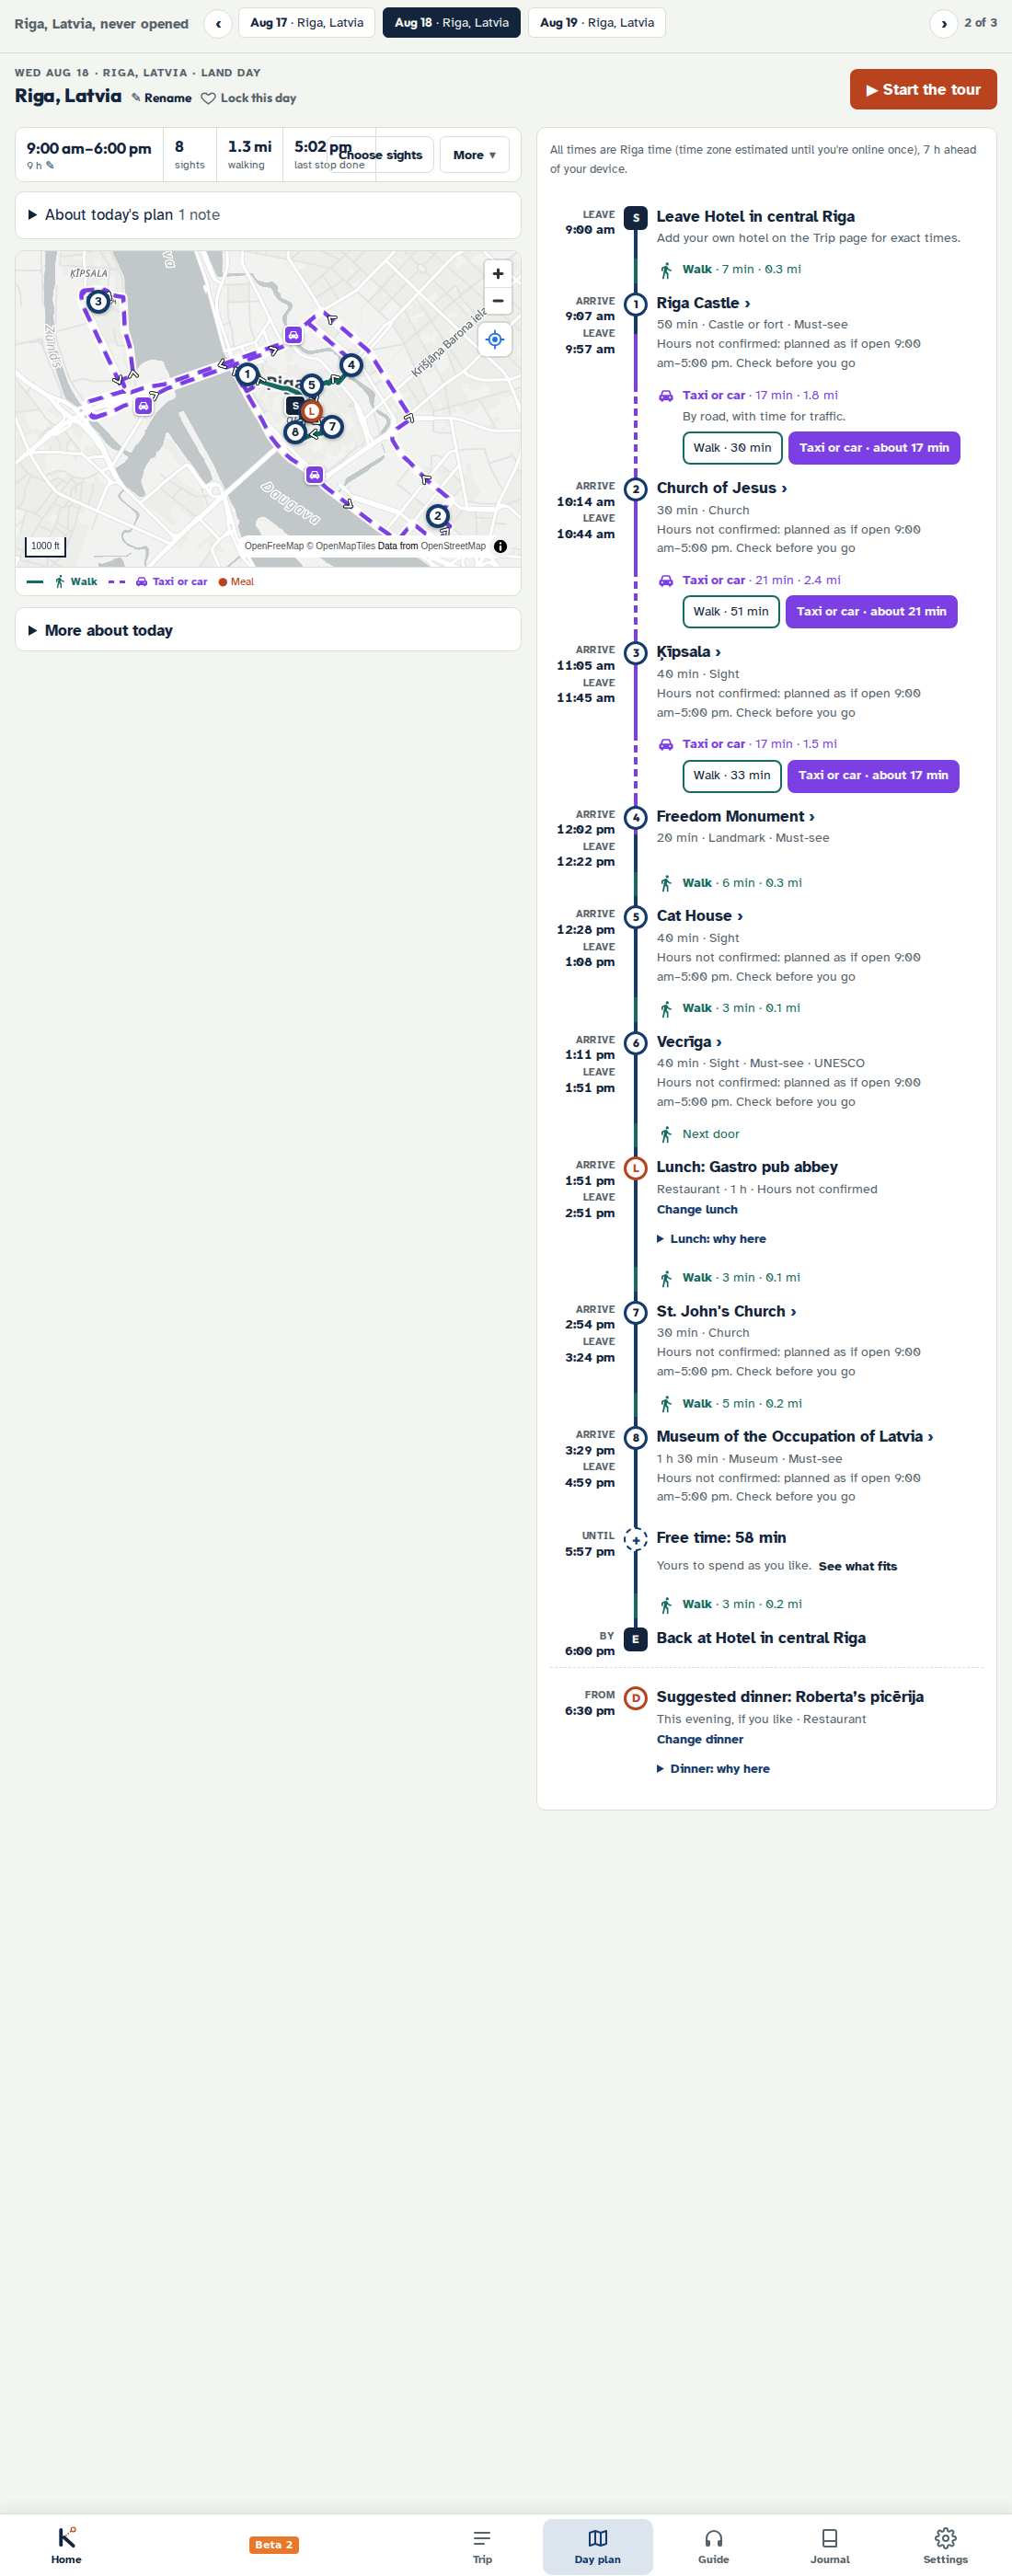 Riga, Latvia, never opened
‹
Aug 17 · Riga, Latvia
Aug 18 · Riga, Latvia
Aug 19 · Riga, Latvia
›
2 of 3
WED AUG 18 · RIGA, LATVIA · LAND DAY
Riga, Latvia
✎ Rename
Lock this day
▶ Start the tour
9:00 am–6:00 pm
9 h ✎
8
sights
1.3 mi
walking
5:02 pm
last stop done
Choose sights
More ▾
▶ About today's plan 1 note
ĶĪPSALA
Zunds
Krišjāņa Barona iela
Riga
Daugava
3
1
4
5
S
L
8
7
2
+
−
1000 ft
OpenFreeMap © OpenMapTiles Data from OpenStreetMap
Walk
Taxi or car
Meal
▶ More about today
All times are Riga time (time zone estimated until you're online once), 7 h ahead
of your device.
LEAVE
9:00 am
S
Leave Hotel in central Riga
Add your own hotel on the Trip page for exact times.
Walk · 7 min · 0.3 mi
ARRIVE
9:07 am
LEAVE
9:57 am
1
Riga Castle ›
50 min · Castle or fort · Must-see
Hours not confirmed: planned as if open 9:00
am–5:00 pm. Check before you go
Taxi or car · 17 min · 1.8 mi
By road, with time for traffic.
Walk · 30 min
Taxi or car · about 17 min
ARRIVE
10:14 am
LEAVE
10:44 am
2
Church of Jesus ›
30 min · Church
Hours not confirmed: planned as if open 9:00
am–5:00 pm. Check before you go
Taxi or car · 21 min · 2.4 mi
Walk · 51 min
Taxi or car · about 21 min
ARRIVE
11:05 am
LEAVE
11:45 am
3
Ķīpsala ›
40 min · Sight
Hours not confirmed: planned as if open 9:00
am–5:00 pm. Check before you go
Taxi or car · 17 min · 1.5 mi
Walk · 33 min
Taxi or car · about 17 min
ARRIVE
12:02 pm
LEAVE
12:22 pm
4
Freedom Monument ›
20 min · Landmark · Must-see
Walk · 6 min · 0.3 mi
ARRIVE
12:28 pm
LEAVE
1:08 pm
5
Cat House ›
40 min · Sight
Hours not confirmed: planned as if open 9:00
am–5:00 pm. Check before you go
Walk · 3 min · 0.1 mi
ARRIVE
1:11 pm
LEAVE
1:51 pm
6
Vecrīga ›
40 min · Sight · Must-see · UNESCO
Hours not confirmed: planned as if open 9:00
am–5:00 pm. Check before you go
Next door
ARRIVE
1:51 pm
LEAVE
2:51 pm
L
Lunch: Gastro pub abbey
Restaurant · 1 h · Hours not confirmed
Change lunch
▶ Lunch: why here
Walk · 3 min · 0.1 mi
ARRIVE
2:54 pm
LEAVE
3:24 pm
7
St. John's Church ›
30 min · Church
Hours not confirmed: planned as if open 9:00
am–5:00 pm. Check before you go
Walk · 5 min · 0.2 mi
ARRIVE
3:29 pm
LEAVE
4:59 pm
8
Museum of the Occupation of Latvia ›
1 h 30 min · Museum · Must-see
Hours not confirmed: planned as if open 9:00
am–5:00 pm. Check before you go
UNTIL
5:57 pm
+
Free time: 58 min
Yours to spend as you like. See what fits
Walk · 3 min · 0.2 mi
BY
6:00 pm
E
Back at Hotel in central Riga
FROM
6:30 pm
D
Suggested dinner: Roberta’s picērija
This evening, if you like · Restaurant
Change dinner
▶ Dinner: why here
Home
Beta 2
Trip
Day plan
Guide
Journal
Settings